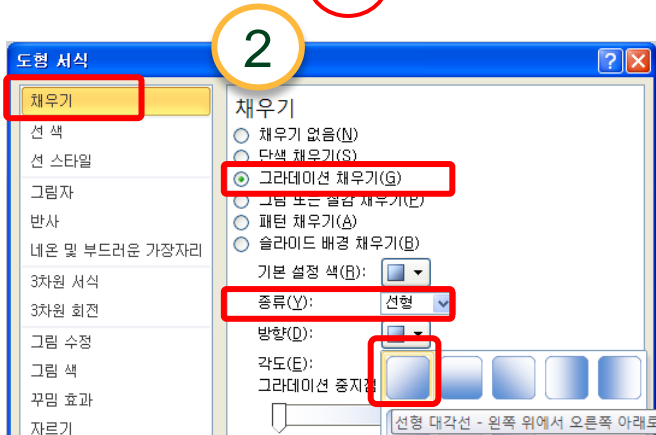 2
도형 서식
채우기
선 색
선 스타일
그림자
반사
네온 및 부드러운 가장자리
3차원 서식
3차원 회전
그림 수정
그림 색
꾸밈 효과
자르기
채우기
채우기 없음(N)
단색 채우기(S)
그라데이션 채우기(G)
그림 또는 질감 채우기(P)
패턴 채우기(A)
슬라이드 배경 채우기(B)
기본 설정 색(R):
종류(Y): 선형
방향(D):
각도(E):
그라데이션 중지점
선형 대각선 - 왼쪽 위에서 오른쪽 아래로